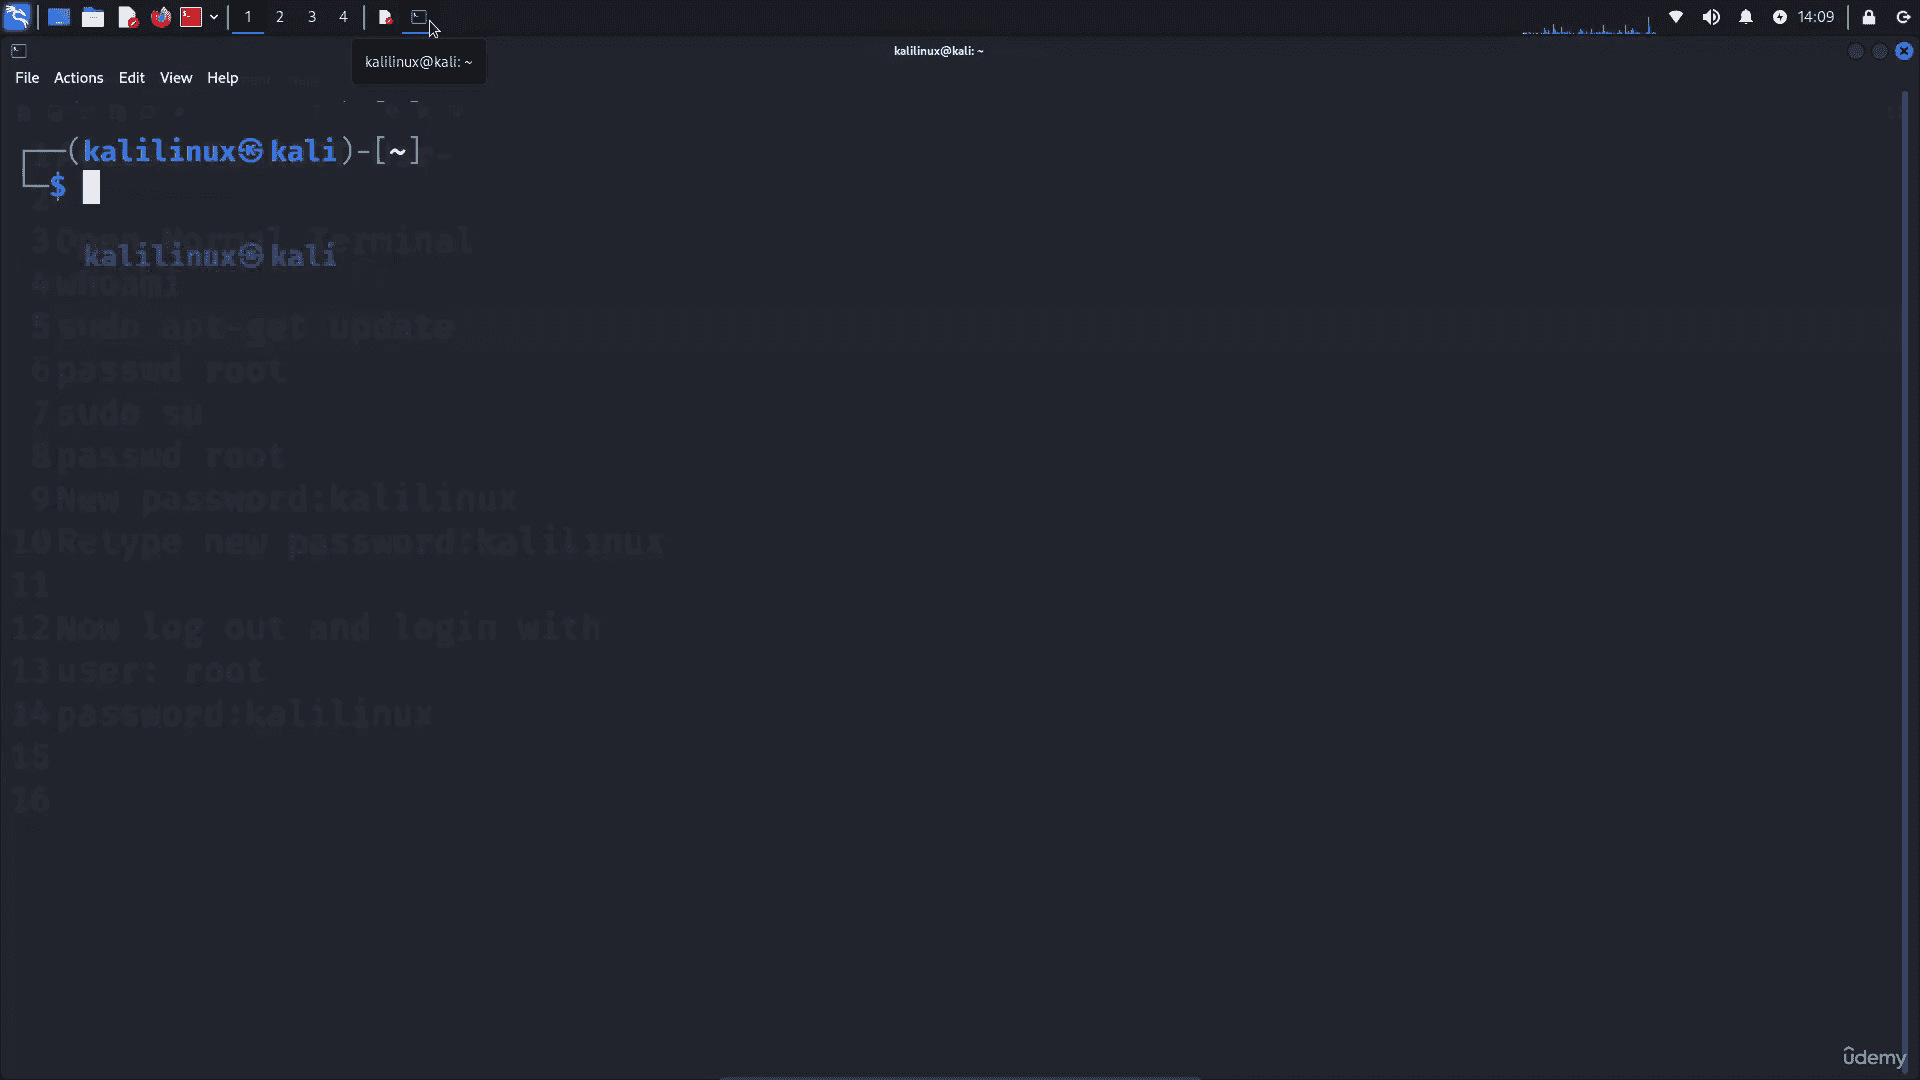 1 2 3 4 14:09
kalilinux@kali: ~
kalilinux@kali: ~
File Actions Edit View Help
(kalilinux㉿kali)-[~]
$
3 Open Normal Terminal
kalilinux㉿kali
4 whoami
5 sudo apt-get update
6 passwd root
7 sudo su
8 passwd root
9 New password:kalilinux
10 Retype new password:kalilinux
11
12 Now log out and login with
13 user: root
14 password:kalilinux
15
16
udemy